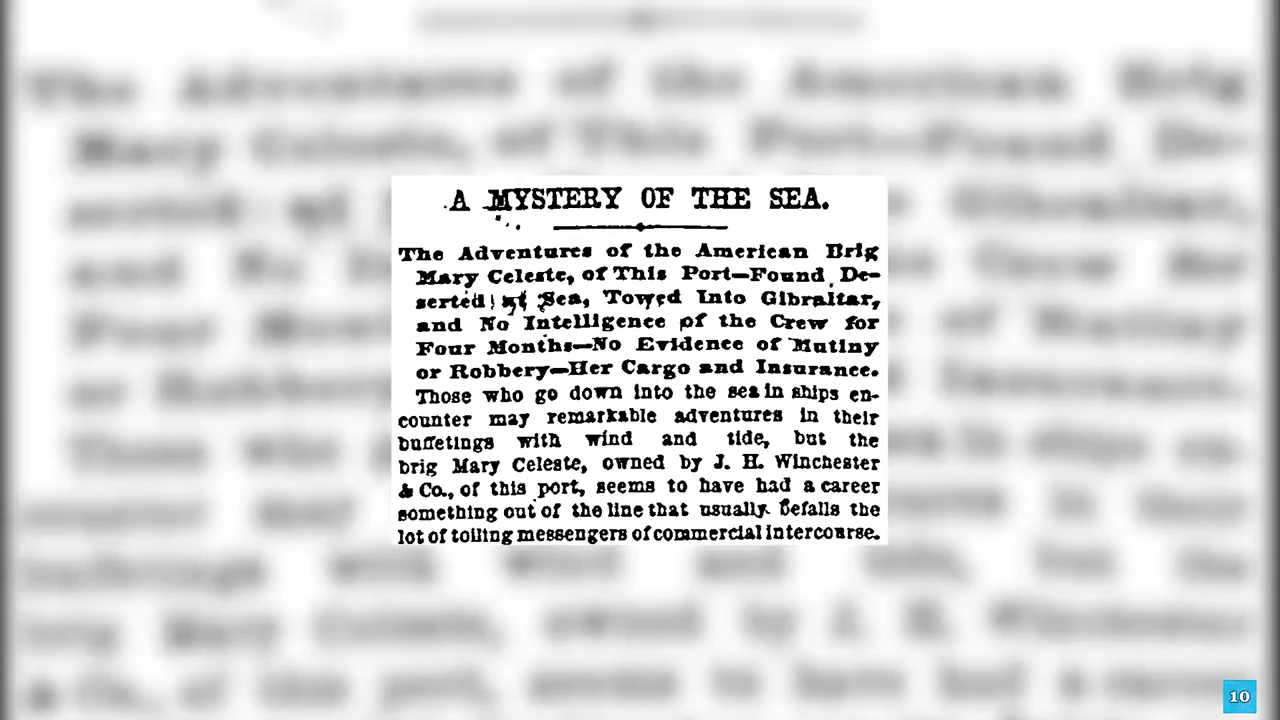 A MYSTERY OF THE SEA.
The Adventures of the American Brig
Mary Celeste, of This Port—Found De-
serted at Sea, Towed Into Gibraltar,
and No Intelligence of the Crew for
Four Months—No Evidence of Mutiny
or Robbery—Her Cargo and Insurance.
Those who go down into the sea in ships en-
counter may remarkable adventures in their
buffetings with wind and tide, but the
brig Mary Celeste, owned by J. H. Winchester
& Co., of this port, seems to have had a career
something out of the line that usually befalls the
lot of toiling messengers of commercial intercourse.
10